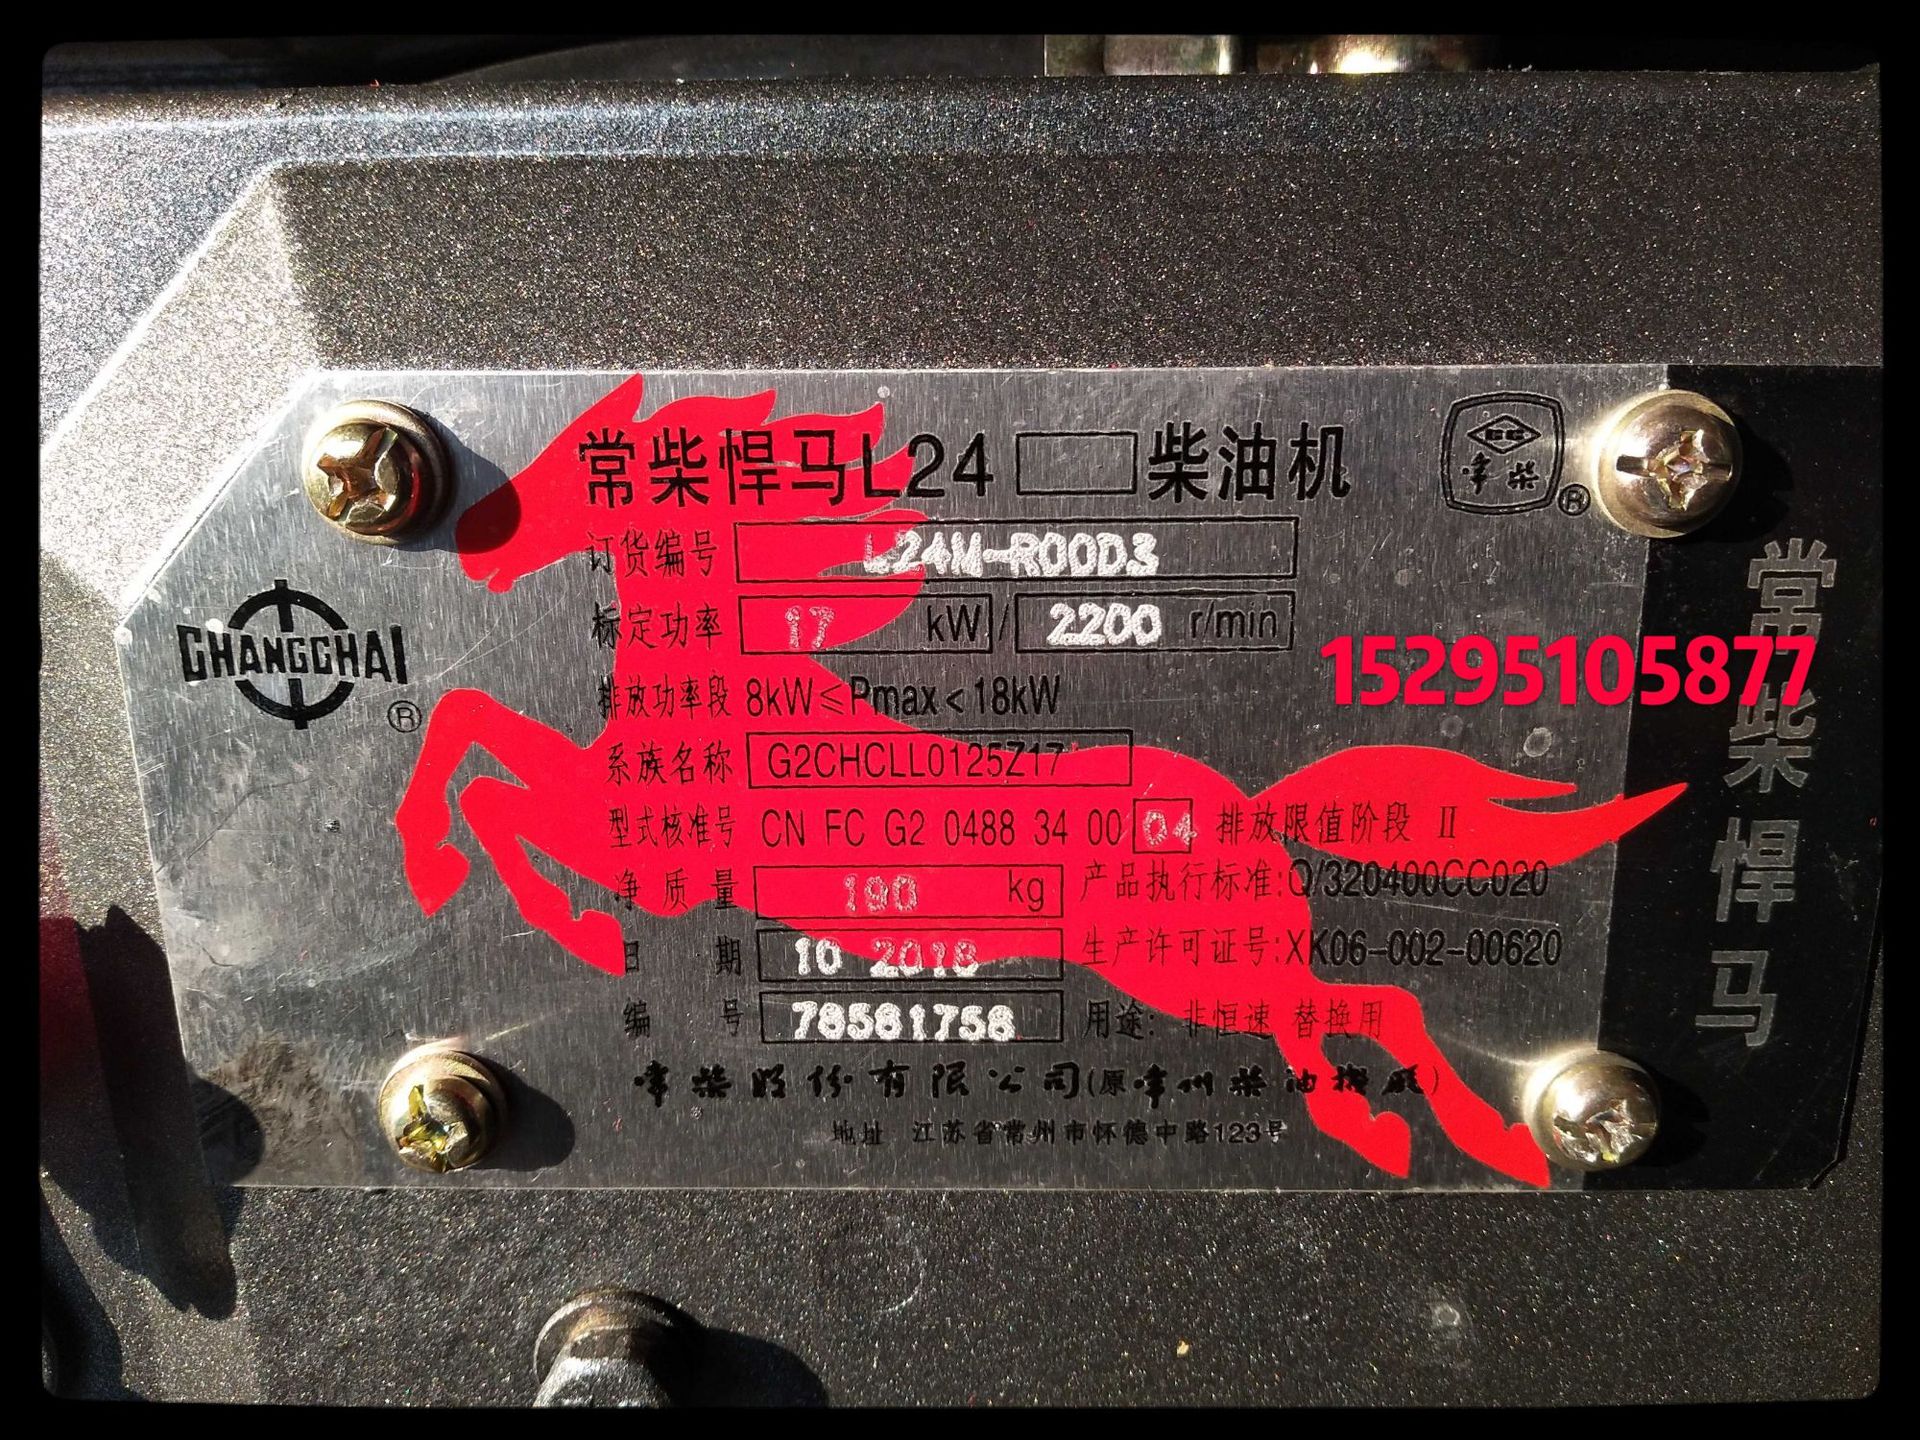 常柴悍马L24 柴油机
常柴
®
订货编号 L24M-R00D3
标定功率 17 kW/ 2200 r/min
CHANGCHAI
®
15295105877
排放功率段 8kW≤Pmax<18kW
系族名称 G2CHCLL0125Z17
型式核准号 CN FC G2 0488 34 00 04 排放限值阶段 Ⅱ
净质量 190 kg 产品执行标准:Q/320400CC020
日期 10 2018 生产许可证号:XK06-002-00620
编号 78581758 用途: 非恒速 替换用
常柴股份有限公司(原常州柴油机厂)
地址 江苏省常州市怀德中路123号
常柴悍马